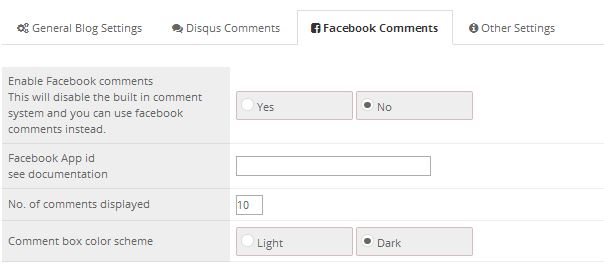 General Blog Settings
Disqus Comments
Facebook Comments
Other Settings
Enable Facebook comments
This will disable the built in comment
system and you can use facebook
comments instead.
Yes
No
Facebook App id
see documentation
No. of comments displayed
10
Comment box color scheme
Light
Dark